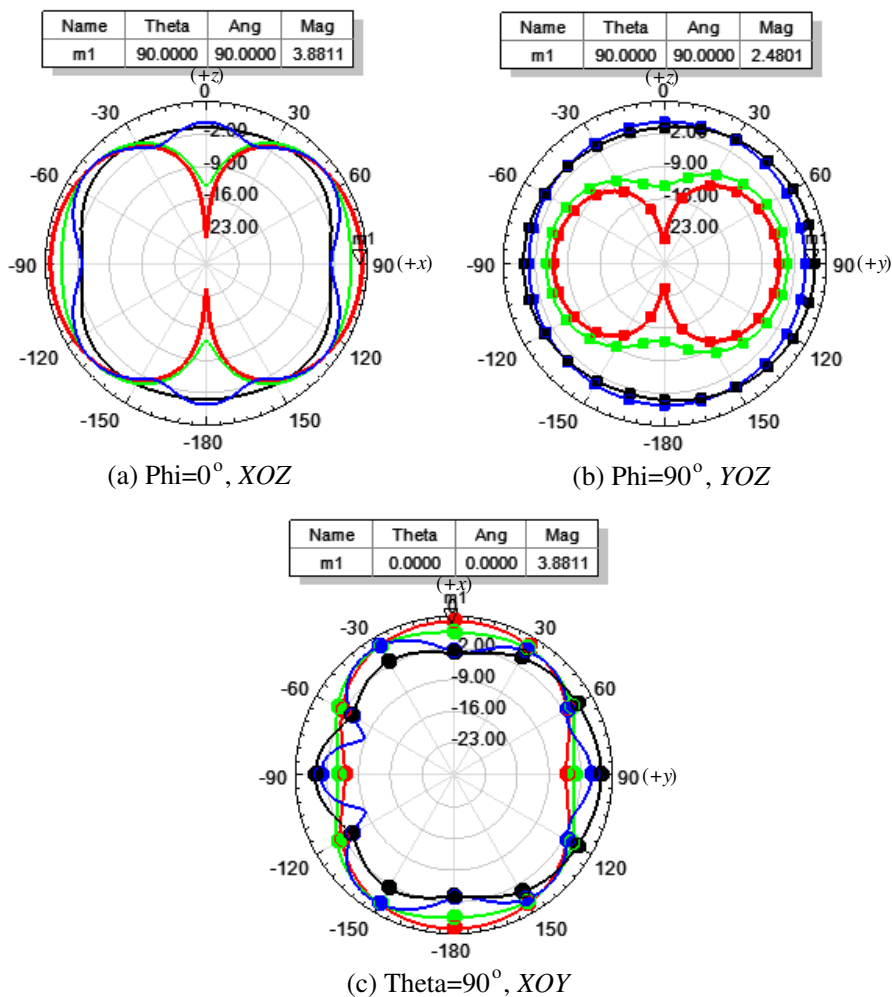 Name Theta Ang Mag
m1 90.0000 90.0000 3.8811
(+z)
0
-30 30
-2.00
-60 60
-9.00
-16.00
-23.00
m1
-90 90 (+x)
-120 120
-150 150
-180
(a) Phi=0°, XOZ
Name Theta Ang Mag
m1 90.0000 90.0000 2.4801
(+z)
0
-30 30
-2.00
-60 60
-9.00
-16.00
-23.00
m1
-90 90 (+y)
-120 120
-150 150
-180
(b) Phi=90°, YOZ
Name Theta Ang Mag
m1 0.0000 0.0000 3.8811
(+x)
m1
0
-30 30
-2.00
-60 60
-9.00
-16.00
-23.00
-90 90 (+y)
-120 120
-150 150
-180
(c) Theta=90°, XOY